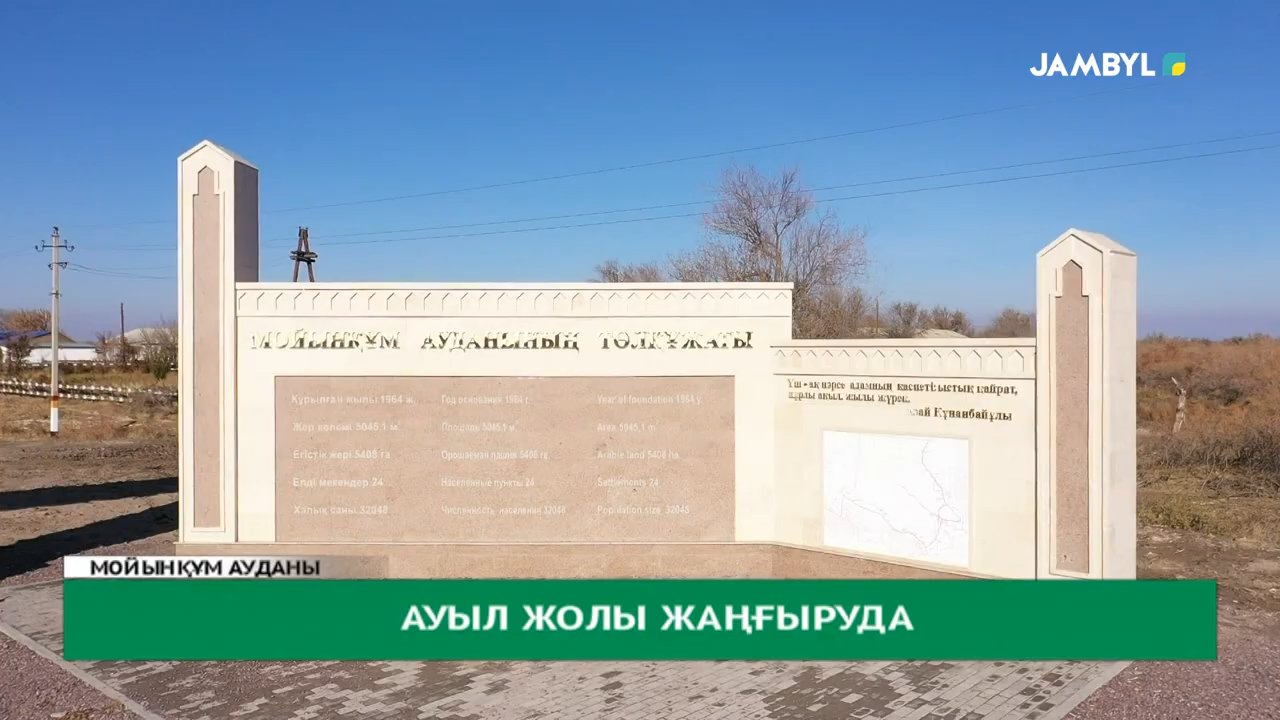 JAMBYL
МОЙЫНҚҰМ АУДАНЫНЫҢ ТӨЛҚҰЖАТЫ
Құрылған жылы 1964 ж. Год основания 1964 г. Year of foundation 1964 y.
Жер көлемі 5045,1 м² Площадь 5045,1 м² Area 5045,1 m²
Егістік жері 5408 га Орошаемая пашня 5408 га Arable land 5408 ha
Елді мекендер 24 Населенные пункты 24 Settlements 24
Халық саны 32048 Численность населения 32048 Population size 32048
Үш-ақ нәрсе адамның қасиеті: ыстық қайрат,
нұрлы ақыл, жылы жүрек.
Құнанбайұлы
МОЙЫНҚҰМ АУДАНЫ
АУЫЛ ЖОЛЫ ЖАҢҒЫРУДА